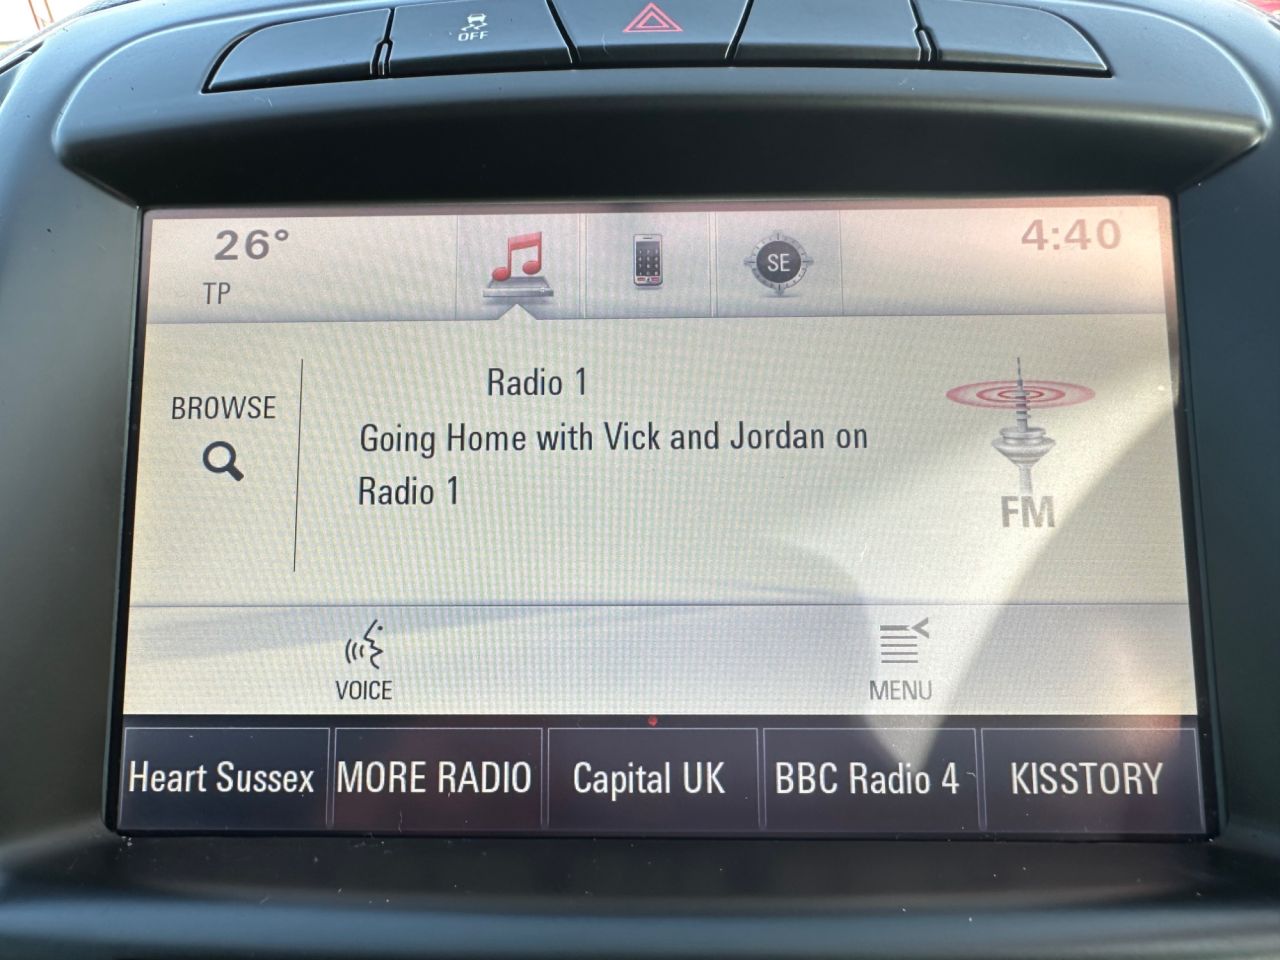 OFF
26°
SE
4:40
TP
Radio 1
BROWSE
Going Home with Vick and Jordan on
Radio 1
FM
VOICE
MENU
Heart Sussex
MORE RADIO
Capital UK
BBC Radio 4
KISSTORY